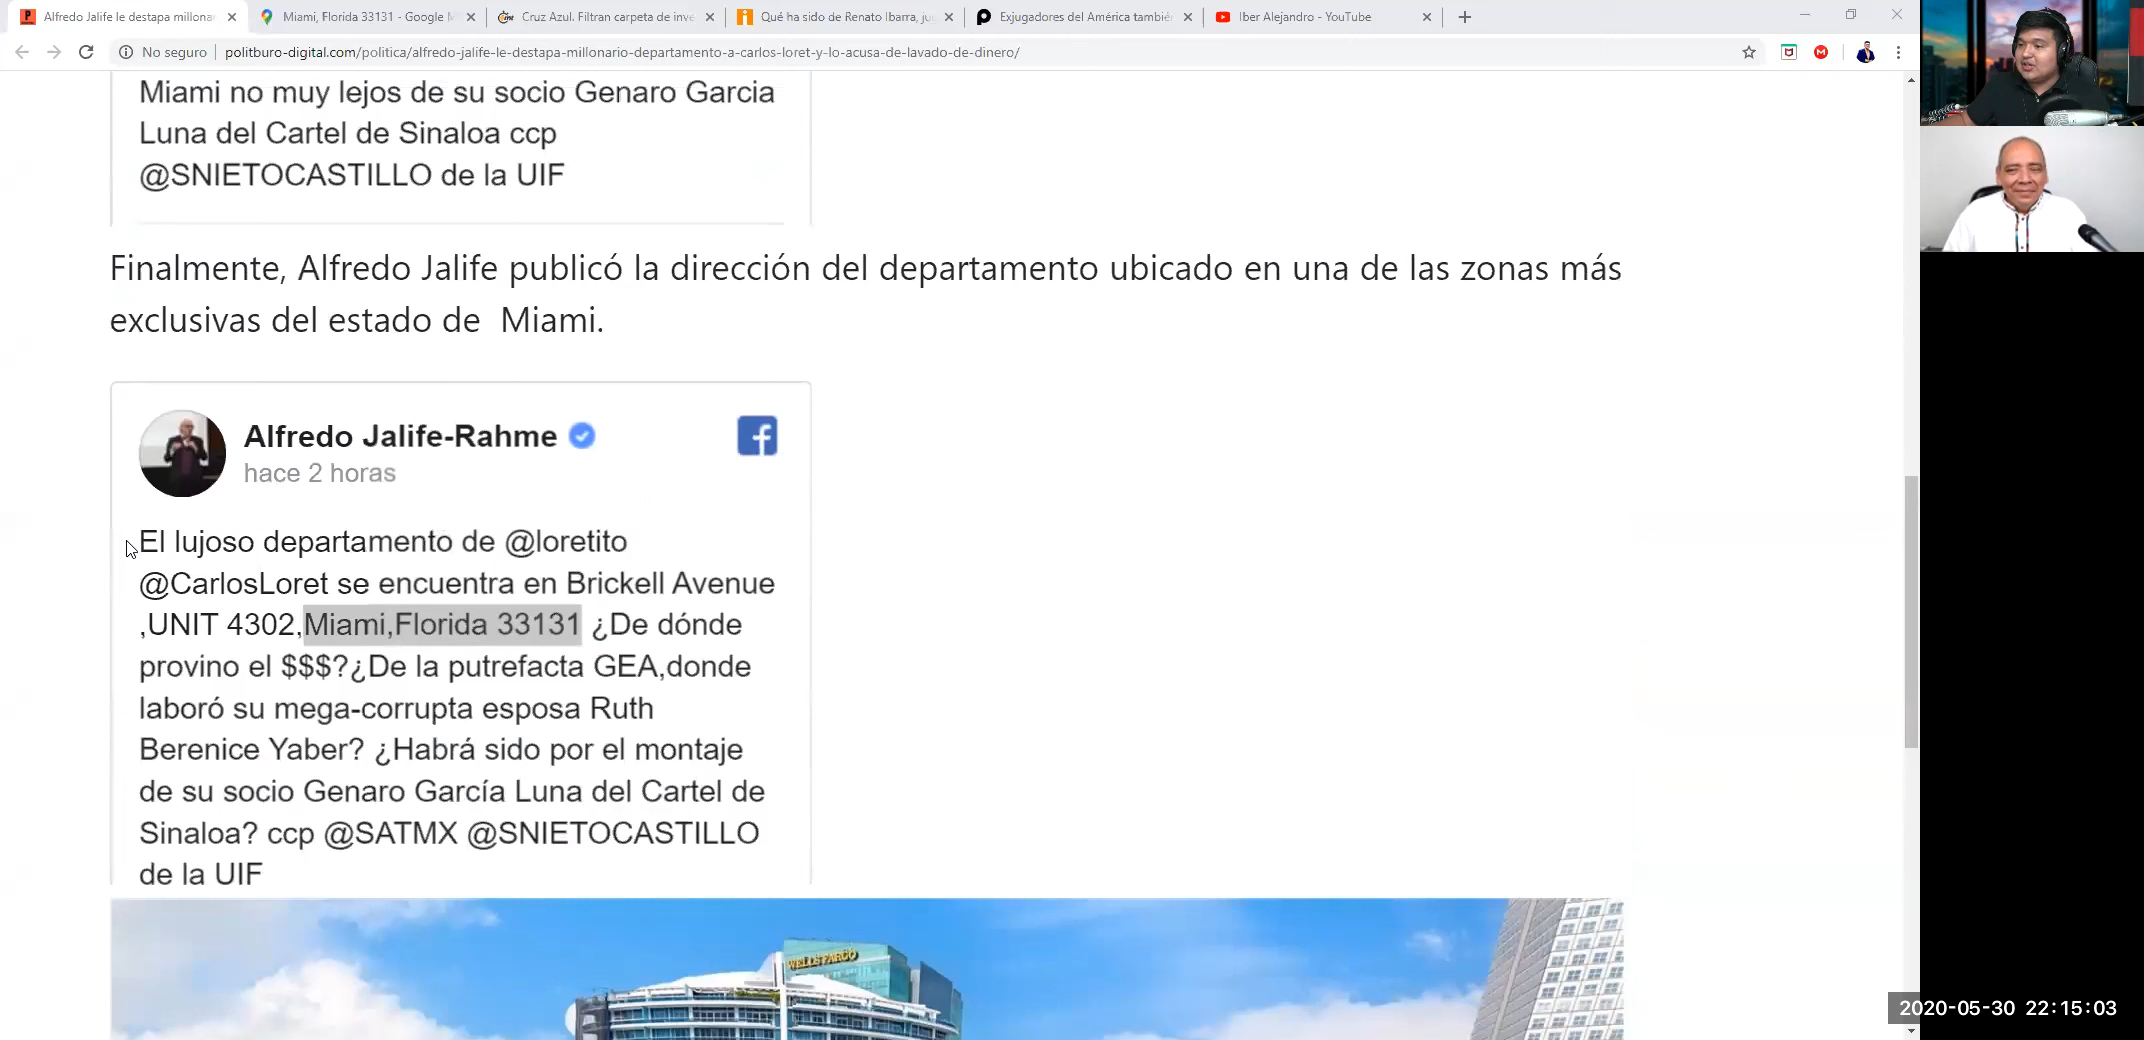 Alfredo Jalife le destapa millona
Miami, Florida 33131 - Google M
Cruz Azul. Filtran carpeta de inve
Qué ha sido de Renato Ibarra, ju
Exjugadores del América tambié
Iber Alejandro - YouTube
No seguro
politburo-digital.com/politica/alfredo-jalife-le-destapa-millonario-departamento-a-carlos-loret-y-lo-acusa-de-lavado-de-dinero/
Miami no muy lejos de su socio Genaro Garcia
Luna del Cartel de Sinaloa ccp
@SNIETOCASTILLO de la UIF
Finalmente, Alfredo Jalife publicó la dirección del departamento ubicado en una de las zonas más
exclusivas del estado de  Miami.
Alfredo Jalife-Rahme
hace 2 horas
El lujoso departamento de @loretito
@CarlosLoret se encuentra en Brickell Avenue
,UNIT 4302,Miami,Florida 33131 ¿De dónde
provino el $$$?¿De la putrefacta GEA,donde
laboró su mega-corrupta esposa Ruth
Berenice Yaber? ¿Habrá sido por el montaje
de su socio Genaro García Luna del Cartel de
Sinaloa? ccp @SATMX @SNIETOCASTILLO
de la UIF
WELLS FARGO
2020-05-30 22:15:03